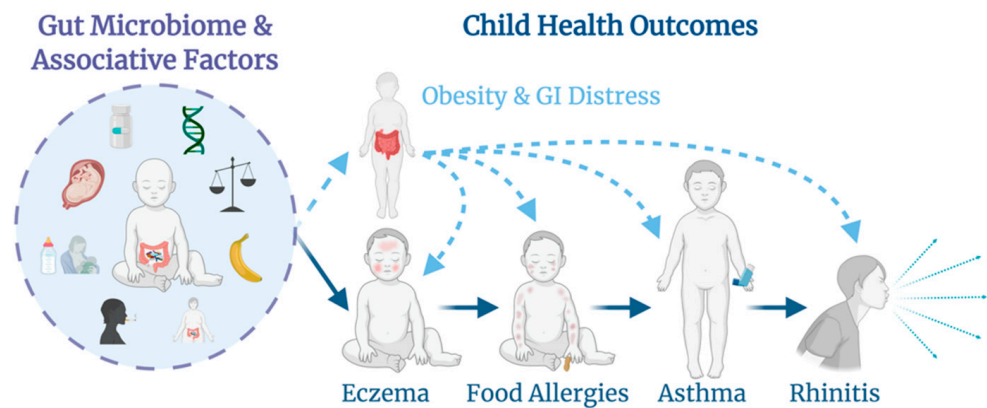 Gut Microbiome &
Associative Factors
Child Health Outcomes
Obesity & GI Distress
Eczema
Food Allergies
Asthma
Rhinitis